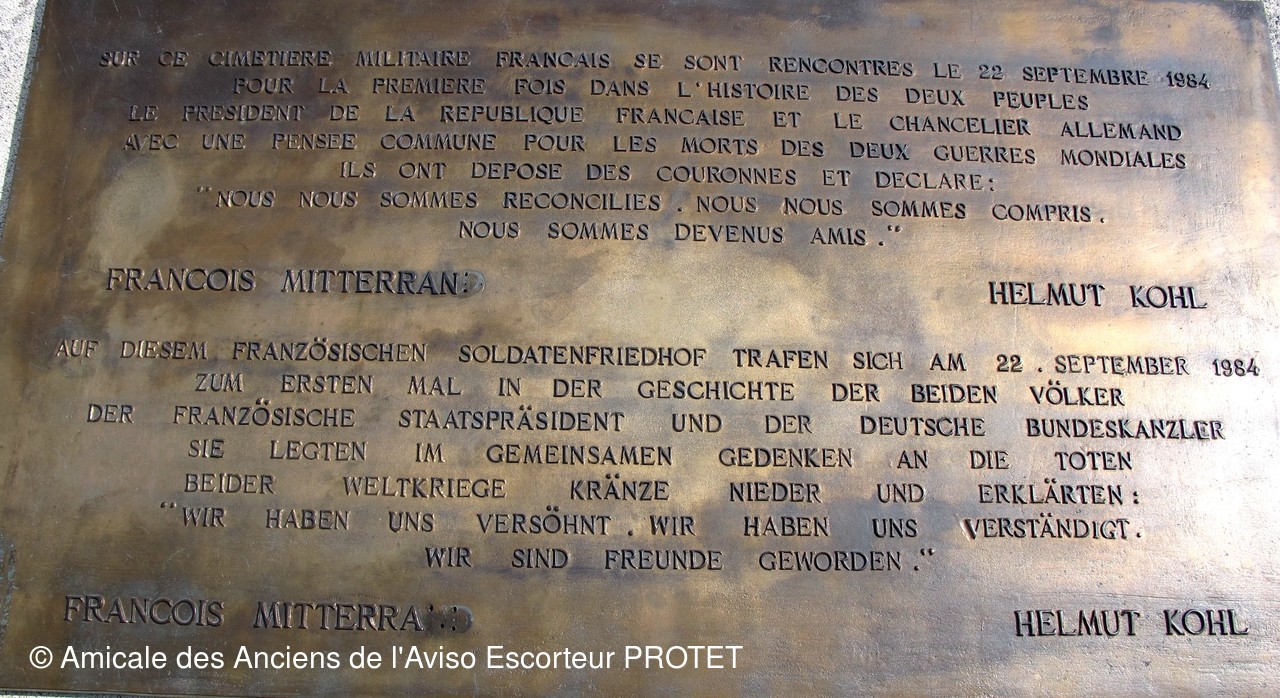 SUR CE CIMETIERE MILITAIRE FRANCAIS SE SONT RENCONTRES LE 22 SEPTEMBRE 1984
POUR LA PREMIERE FOIS DANS L'HISTOIRE DES DEUX PEUPLES
LE PRESIDENT DE LA REPUBLIQUE FRANCAISE ET LE CHANCELIER ALLEMAND
AVEC UNE PENSEE COMMUNE POUR LES MORTS DES DEUX GUERRES MONDIALES
ILS ONT DEPOSE DES COURONNES ET DECLARE:
"NOUS NOUS SOMMES RECONCILIES. NOUS NOUS SOMMES COMPRIS.
NOUS SOMMES DEVENUS AMIS."
FRANCOIS MITTERRAND HELMUT KOHL
AUF DIESEM FRANZÖSISCHEN SOLDATENFRIEDHOF TRAFEN SICH AM 22. SEPTEMBER 1984
ZUM ERSTEN MAL IN DER GESCHICHTE DER BEIDEN VÖLKER
DER FRANZÖSISCHE STAATSPRÄSIDENT UND DER DEUTSCHE BUNDESKANZLER
SIE LEGTEN IM GEMEINSAMEN GEDENKEN AN DIE TOTEN
BEIDER WELTKRIEGE KRÄNZE NIEDER UND ERKLÄRTEN:
"WIR HABEN UNS VERSÖHNT. WIR HABEN UNS VERSTÄNDIGT.
WIR SIND FREUNDE GEWORDEN."
FRANCOIS MITTERRAND HELMUT KOHL
© Amicale des Anciens de l'Aviso Escorteur PROTET